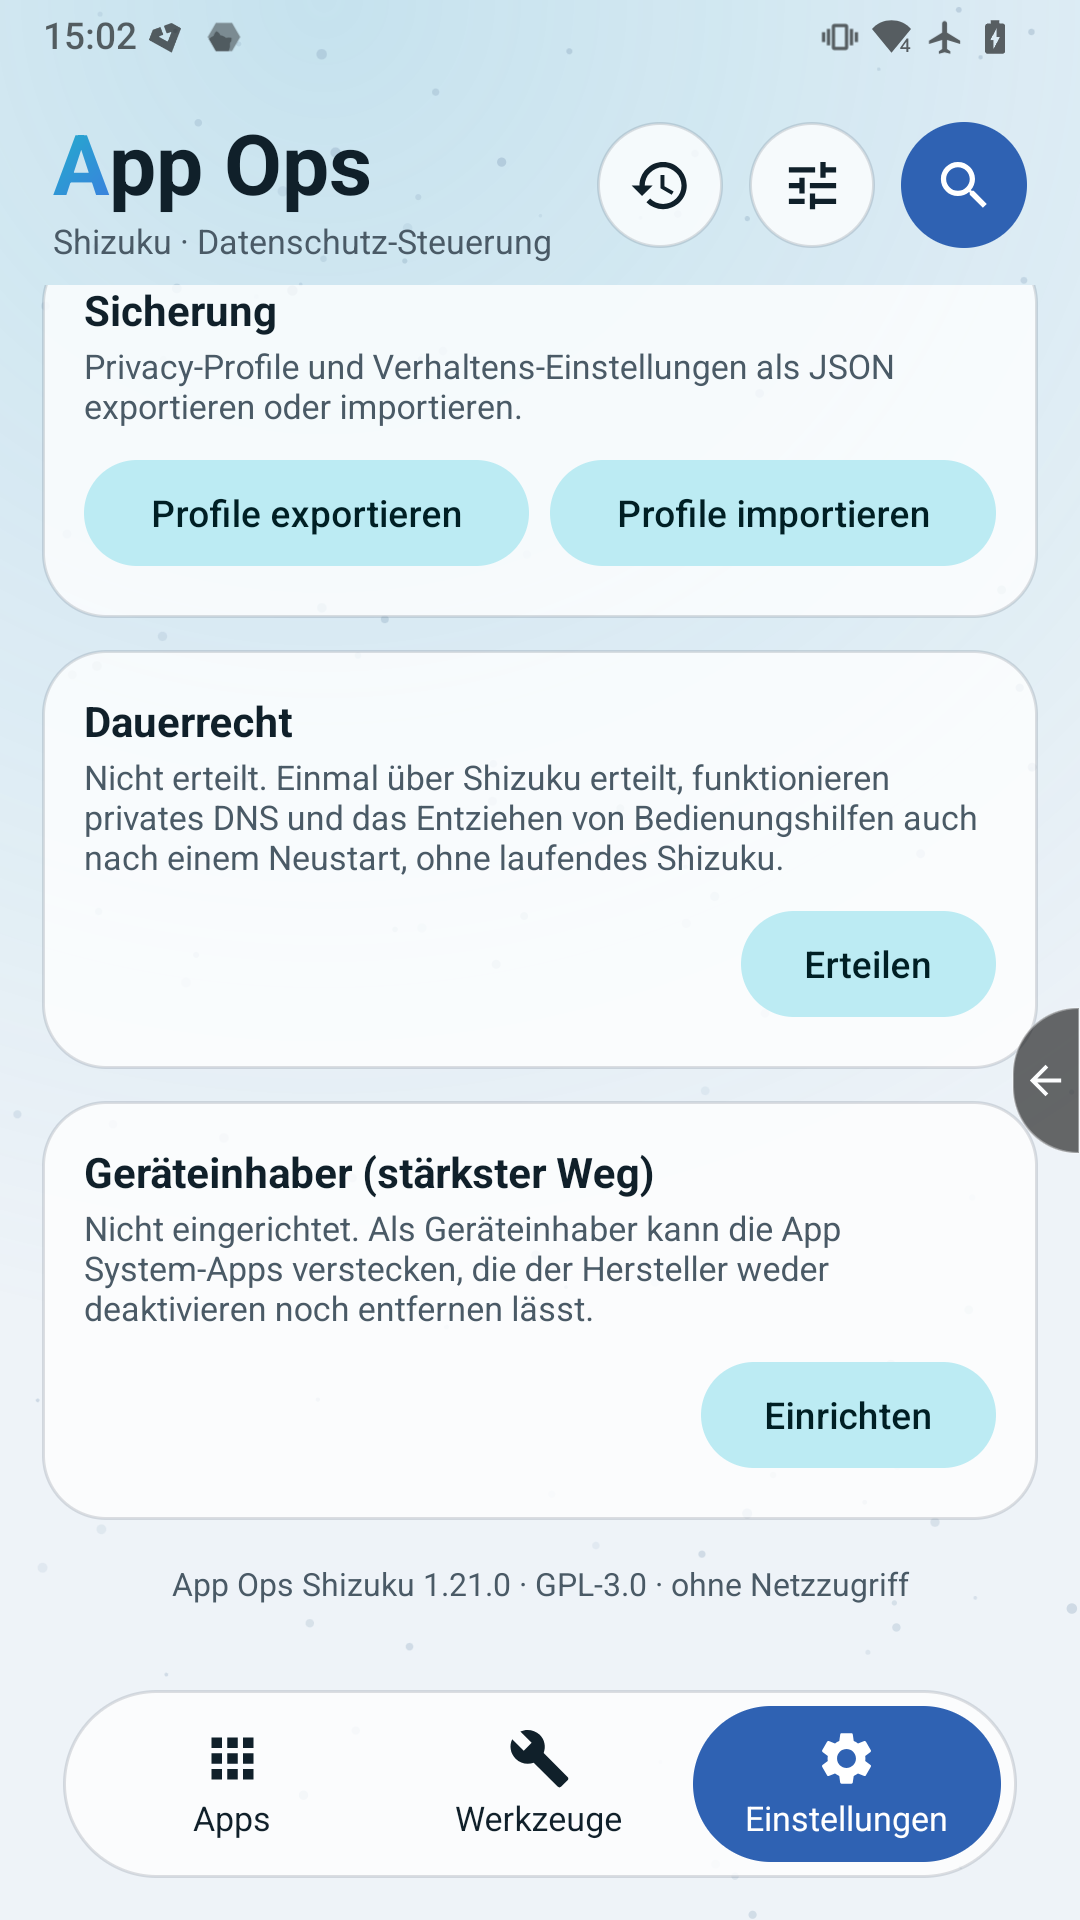 15:02
4
App Ops
Shizuku · Datenschutz-Steuerung
Sicherung
Privacy-Profile und Verhaltens-Einstellungen als JSON
exportieren oder importieren.
Profile exportieren
Profile importieren
Dauerrecht
Nicht erteilt. Einmal über Shizuku erteilt, funktionieren
privates DNS und das Entziehen von Bedienungshilfen auch
nach einem Neustart, ohne laufendes Shizuku.
Erteilen
Geräteinhaber (stärkster Weg)
Nicht eingerichtet. Als Geräteinhaber kann die App
System-Apps verstecken, die der Hersteller weder
deaktivieren noch entfernen lässt.
Einrichten
App Ops Shizuku 1.21.0 · GPL-3.0 · ohne Netzzugriff
Apps
Werkzeuge
Einstellungen